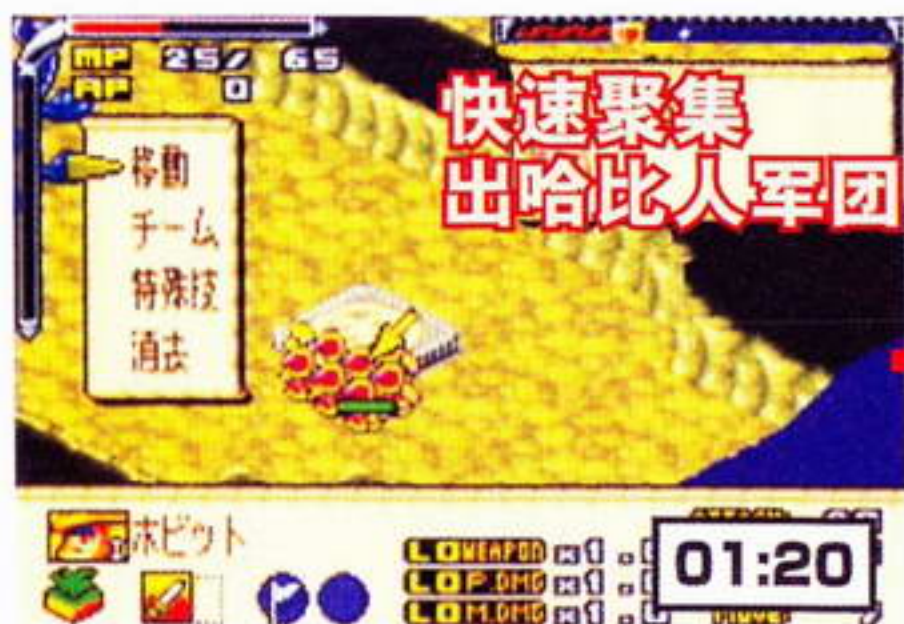 MP 25/ 65
AP 0
快速聚集
出哈比人军团
移動
チーム
特殊技
消去
ホビット
LO WEAPON x1.
LO P.DMG x1.
LO M.DMG x1.
01:20